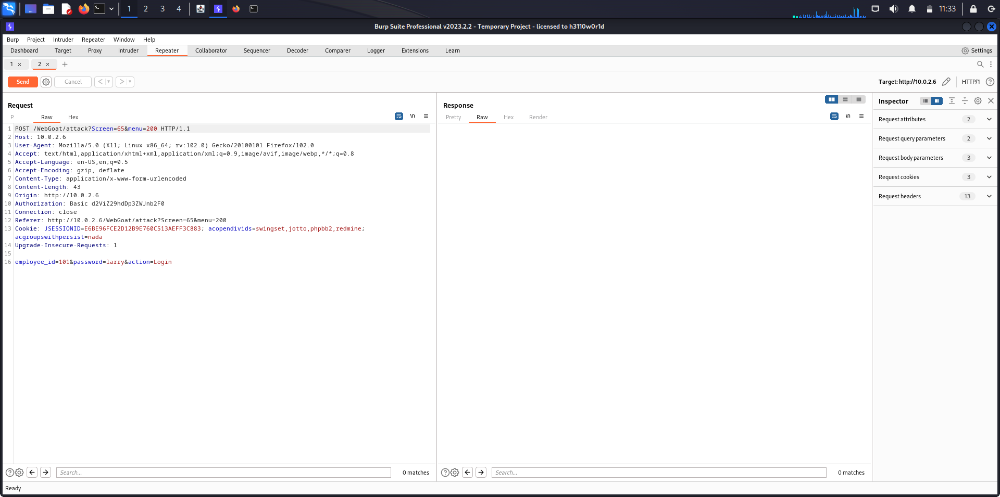 1 2 3 4 11:33
Burp Suite Professional v2023.2.2 - Temporary Project - licensed to h3110w0r1d
Burp Project Intruder Repeater Window Help
Dashboard Target Proxy Intruder Repeater Collaborator Sequencer Decoder Comparer Logger Extensions Learn Settings
1 × 2 × +
Send Cancel < > Target: http://10.0.2.6 HTTP/1 ?
Request
P Raw Hex \n
1 POST /WebGoat/attack?Screen=65&menu=200 HTTP/1.1
2 Host: 10.0.2.6
3 User-Agent: Mozilla/5.0 (X11; Linux x86_64; rv:102.0) Gecko/20100101 Firefox/102.0
4 Accept: text/html,application/xhtml+xml,application/xml;q=0.9,image/avif,image/webp,*/*;q=0.8
5 Accept-Language: en-US,en;q=0.5
6 Accept-Encoding: gzip, deflate
7 Content-Type: application/x-www-form-urlencoded
8 Content-Length: 43
9 Origin: http://10.0.2.6
10 Authorization: Basic d2ViZ29hdDp3ZWJnb2F0
11 Connection: close
12 Referer: http://10.0.2.6/WebGoat/attack?Screen=65&menu=200
13 Cookie: JSESSIONID=E6BE96FCE2D12B9E760C513AEFF3C883; acopendivids=swingset,jotto,phpbb2,redmine;
acgroupswithpersist=nada
14 Upgrade-Insecure-Requests: 1
15
16 employee_id=101&password=larry&action=Login
Search... 0 matches
Response
Pretty Raw Hex Render \n
Search... 0 matches
Inspector
Request attributes 2
Request query parameters 2
Request body parameters 3
Request cookies 3
Request headers 13
Ready